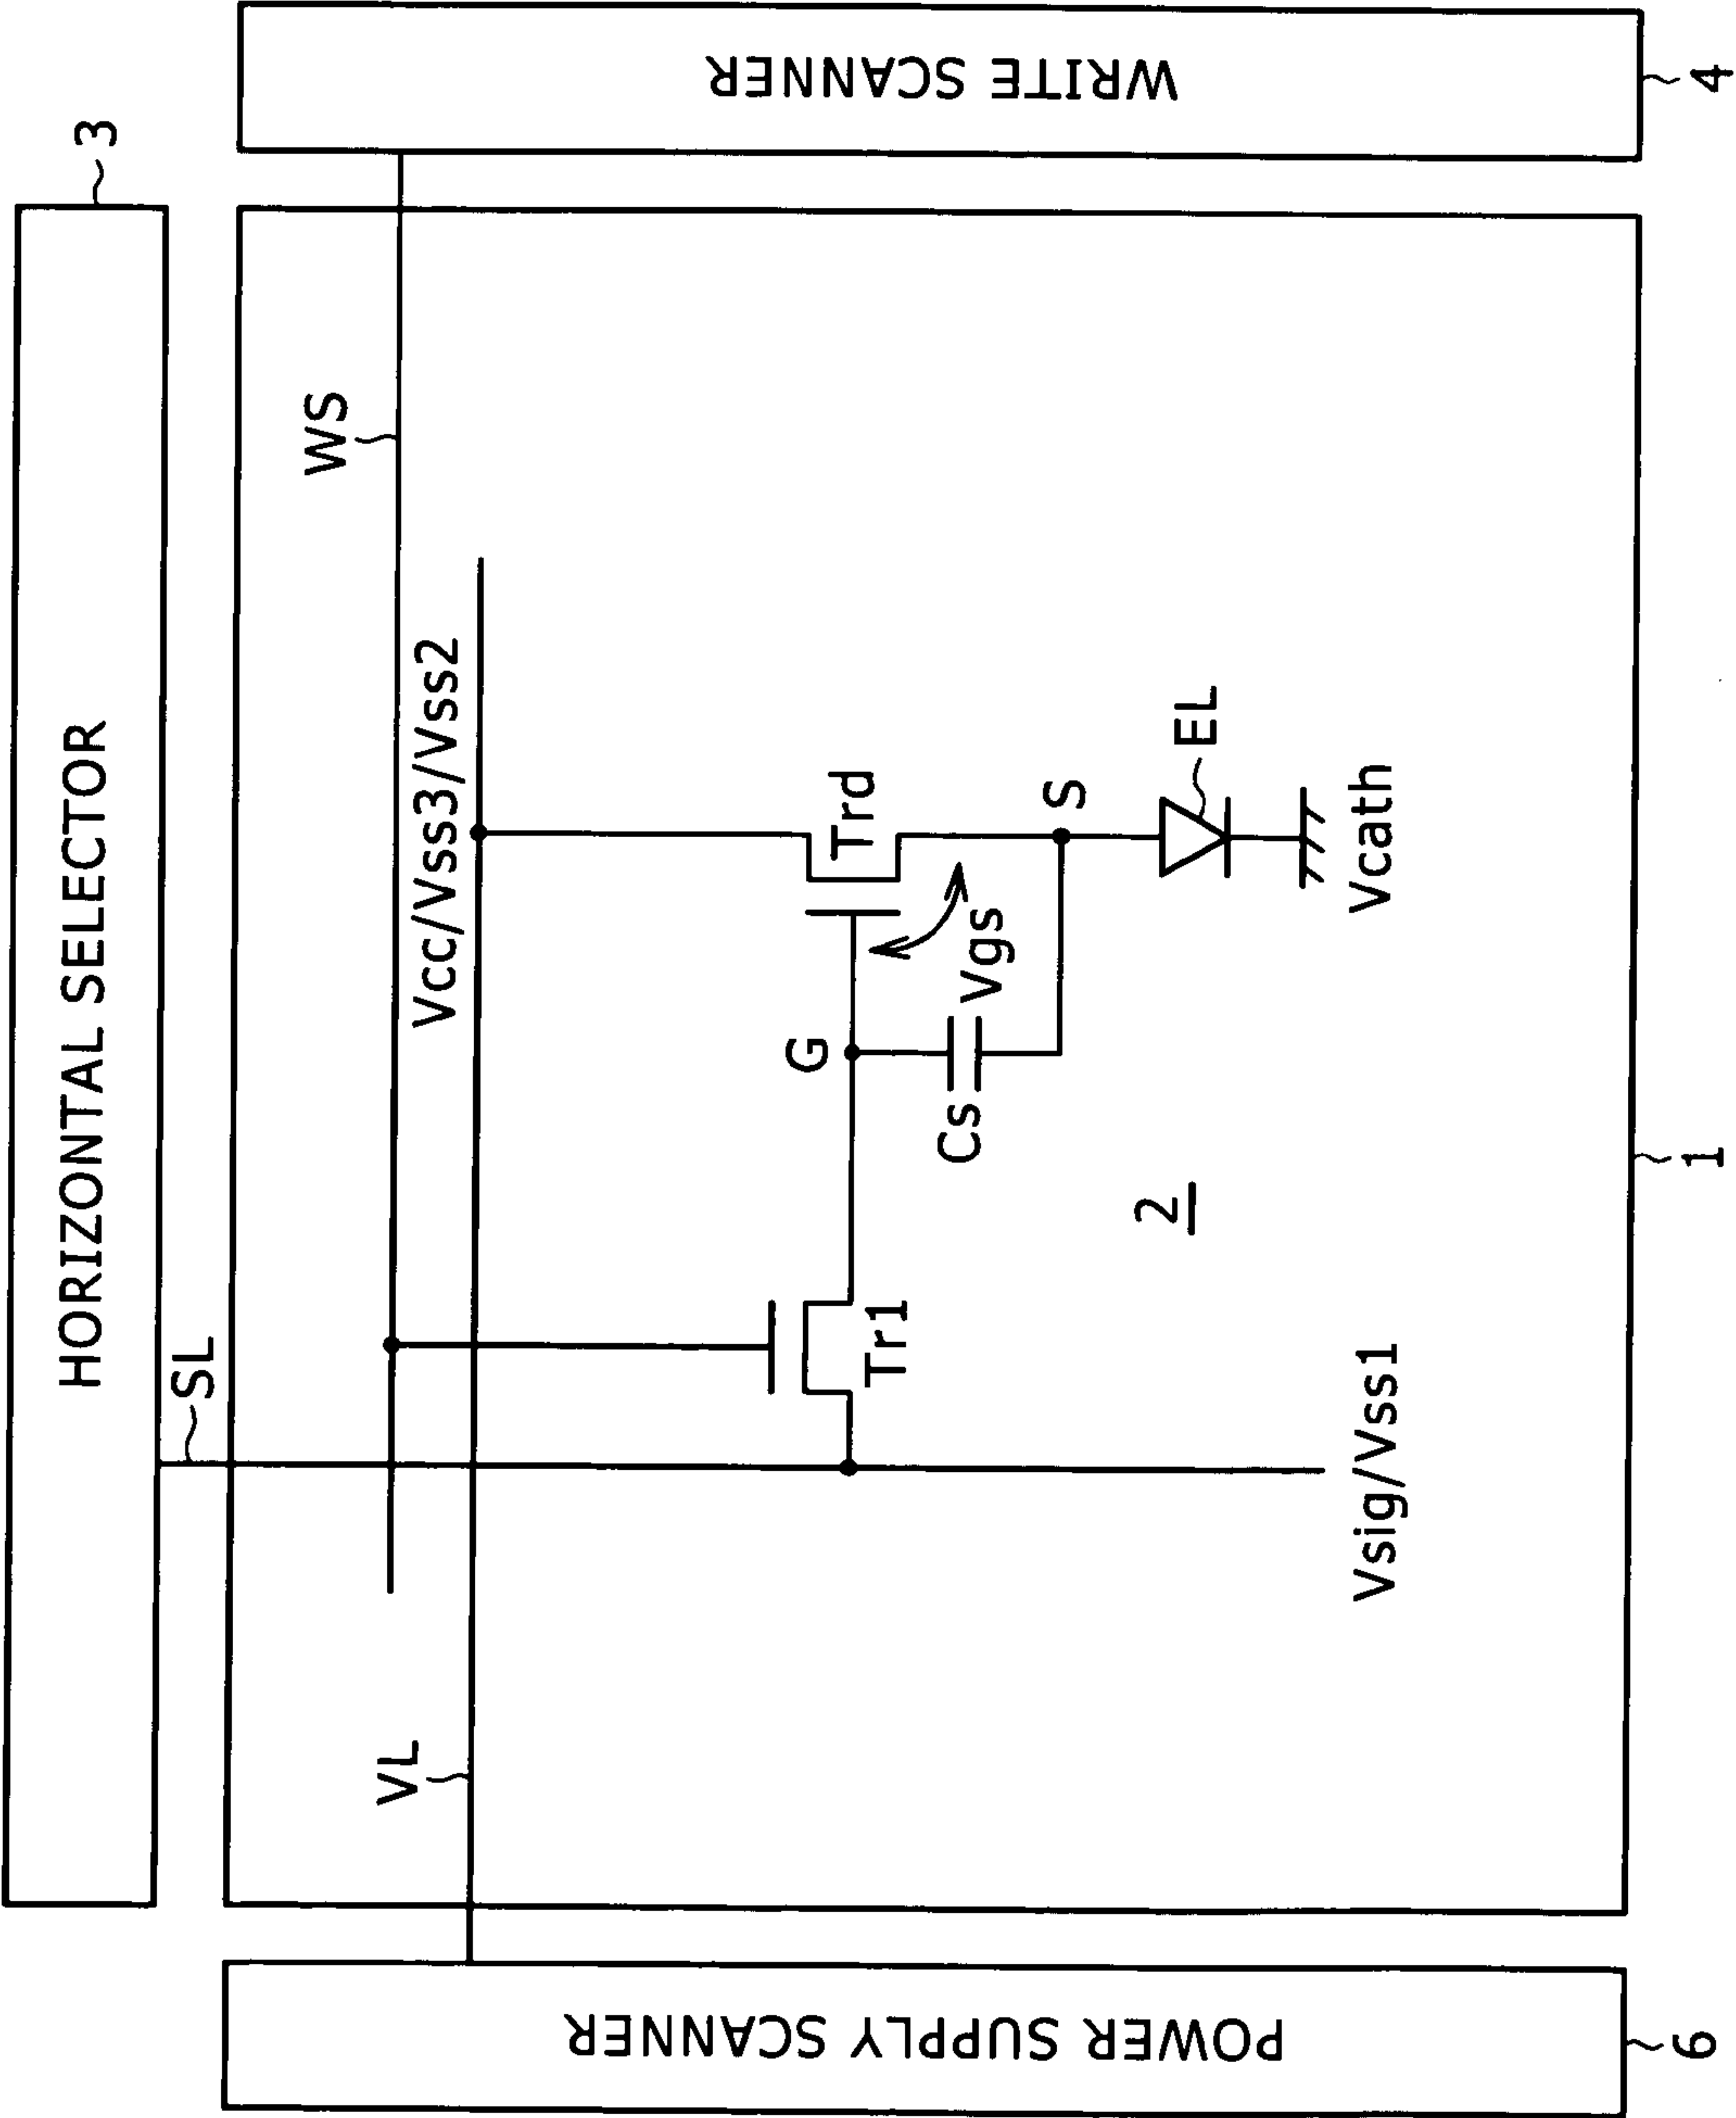 HORIZONTAL SELECTOR
3
SL
WS
VL
Vcc/Vss3/Vss2
POWER SUPPLY SCANNER
WRITE SCANNER
G
Trd
Tr1
Vgs
Cs
S
2
EL
Vsig/Vss1
Vcath
6
1
4